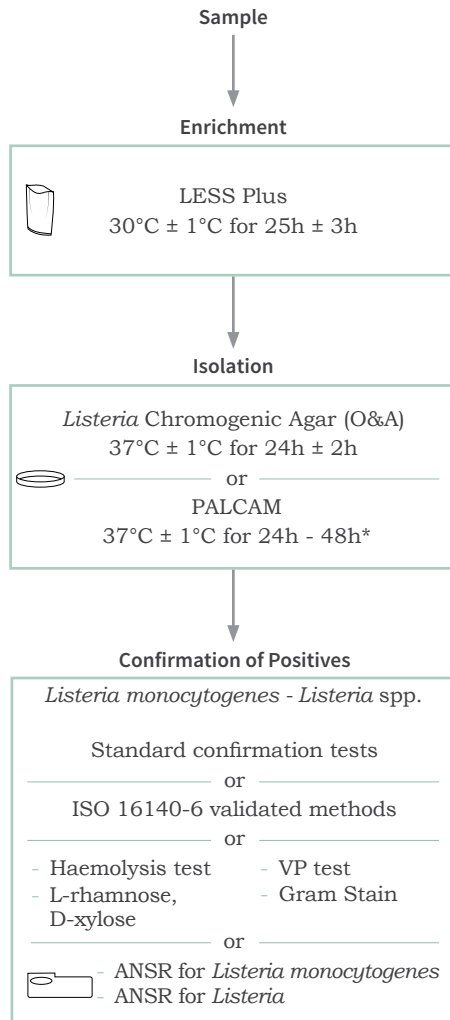 Sample
Enrichment
LESS Plus
30°C ± 1°C for 25h ± 3h
Isolation
Listeria Chromogenic Agar (O&A)
37°C ± 1°C for 24h ± 2h
or
PALCAM
37°C ± 1°C for 24h - 48h*
Confirmation of Positives
Listeria monocytogenes - Listeria spp.
Standard confirmation tests
or
ISO 16140-6 validated methods
or
- Haemolysis test
- L-rhamnose,
D-xylose
- VP test
- Gram Stain
or
- ANSR for Listeria monocytogenes
- ANSR for Listeria